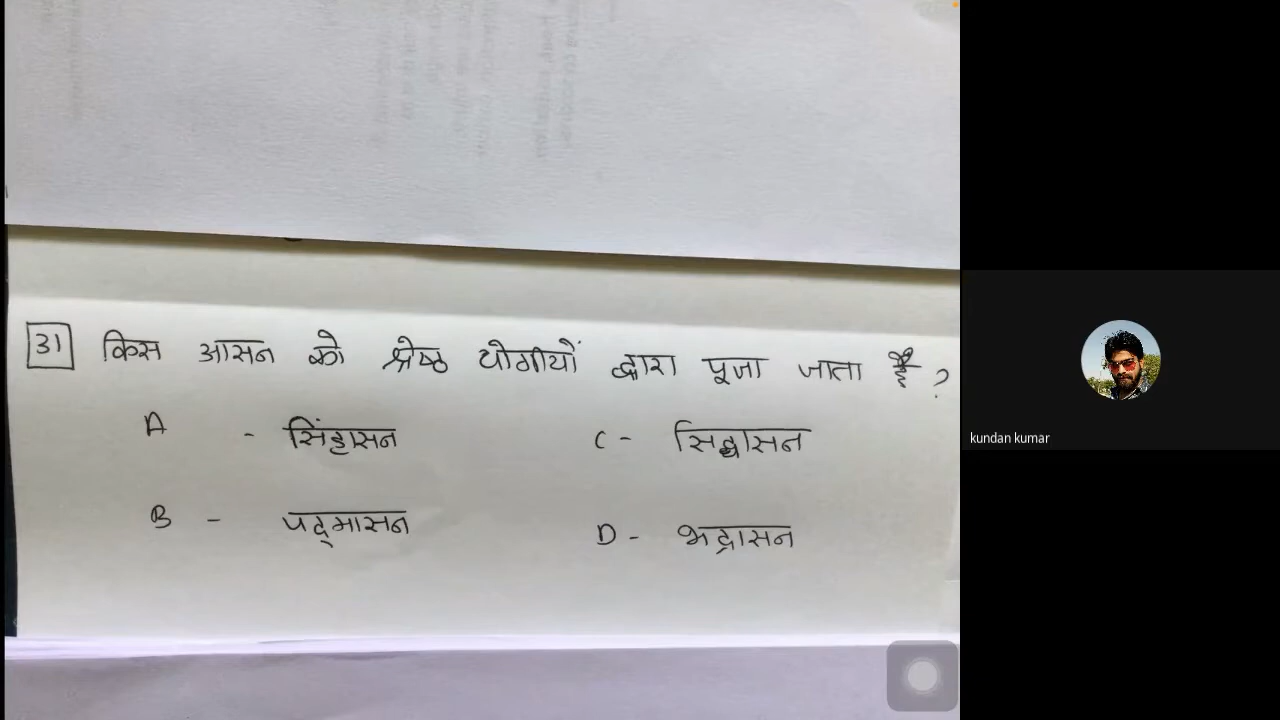 31 किस आसन को श्रेष्ठ योगीयों द्वारा पूजा जाता है ?
A - सिंहासन
C - सिद्धासन
B - पद्मासन
D - भद्रासन
kundan kumar